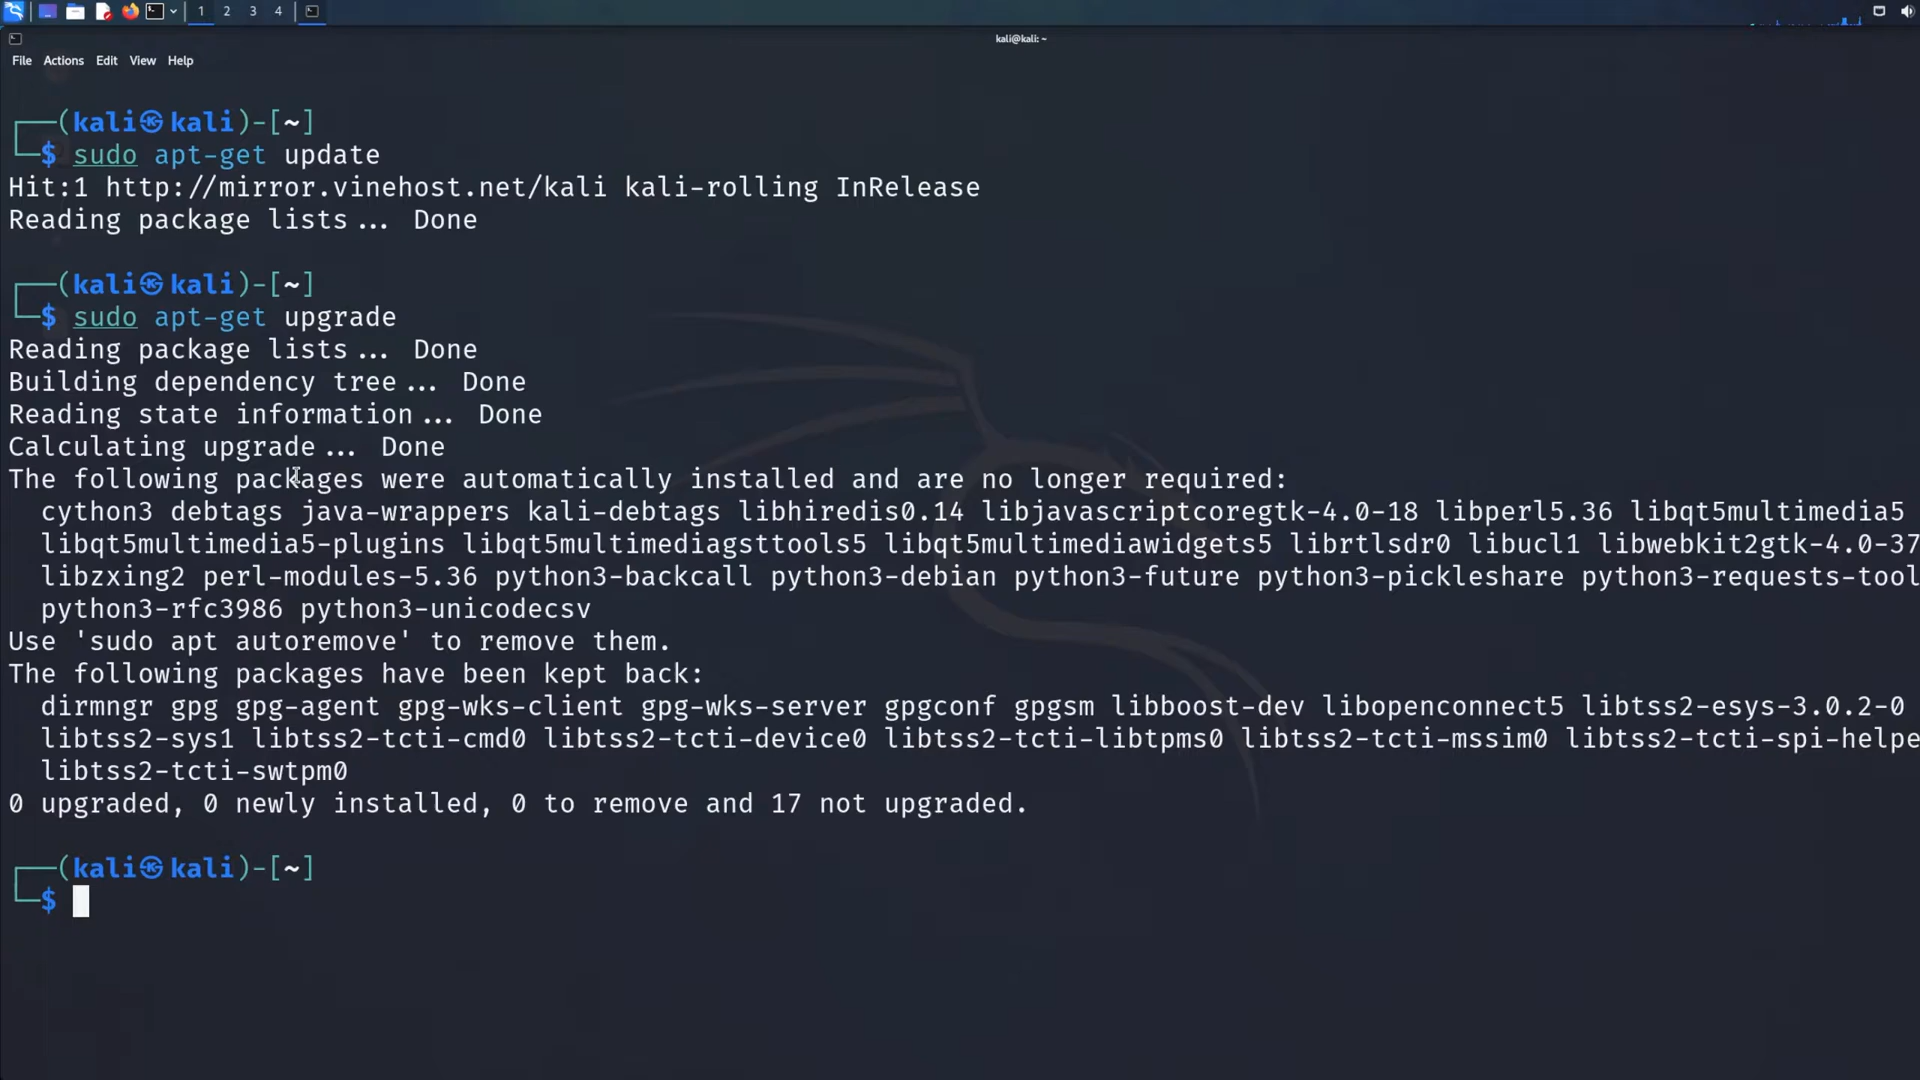 1 2 3 4
kali@kali: ~
File Actions Edit View Help
┌──(kali㉿kali)-[~]
└─$ sudo apt-get update
Hit:1 http://mirror.vinehost.net/kali kali-rolling InRelease
Reading package lists... Done
┌──(kali㉿kali)-[~]
└─$ sudo apt-get upgrade
Reading package lists... Done
Building dependency tree... Done
Reading state information... Done
Calculating upgrade... Done
The following packages were automatically installed and are no longer required:
cython3 debtags java-wrappers kali-debtags libhiredis0.14 libjavascriptcoregtk-4.0-18 libperl5.36 libqt5multimedia5
libqt5multimedia5-plugins libqt5multimediagsttools5 libqt5multimediawidgets5 librtlsdr0 libucl1 libwebkit2gtk-4.0-37
libzxing2 perl-modules-5.36 python3-backcall python3-debian python3-future python3-pickleshare python3-requests-tool
python3-rfc3986 python3-unicodecsv
Use 'sudo apt autoremove' to remove them.
The following packages have been kept back:
dirmngr gpg gpg-agent gpg-wks-client gpg-wks-server gpgconf gpgsm libboost-dev libopenconnect5 libtss2-esys-3.0.2-0
libtss2-sys1 libtss2-tcti-cmd0 libtss2-tcti-device0 libtss2-tcti-libtpms0 libtss2-tcti-mssim0 libtss2-tcti-spi-helpe
libtss2-tcti-swtpm0
0 upgraded, 0 newly installed, 0 to remove and 17 not upgraded.
┌──(kali㉿kali)-[~]
└─$